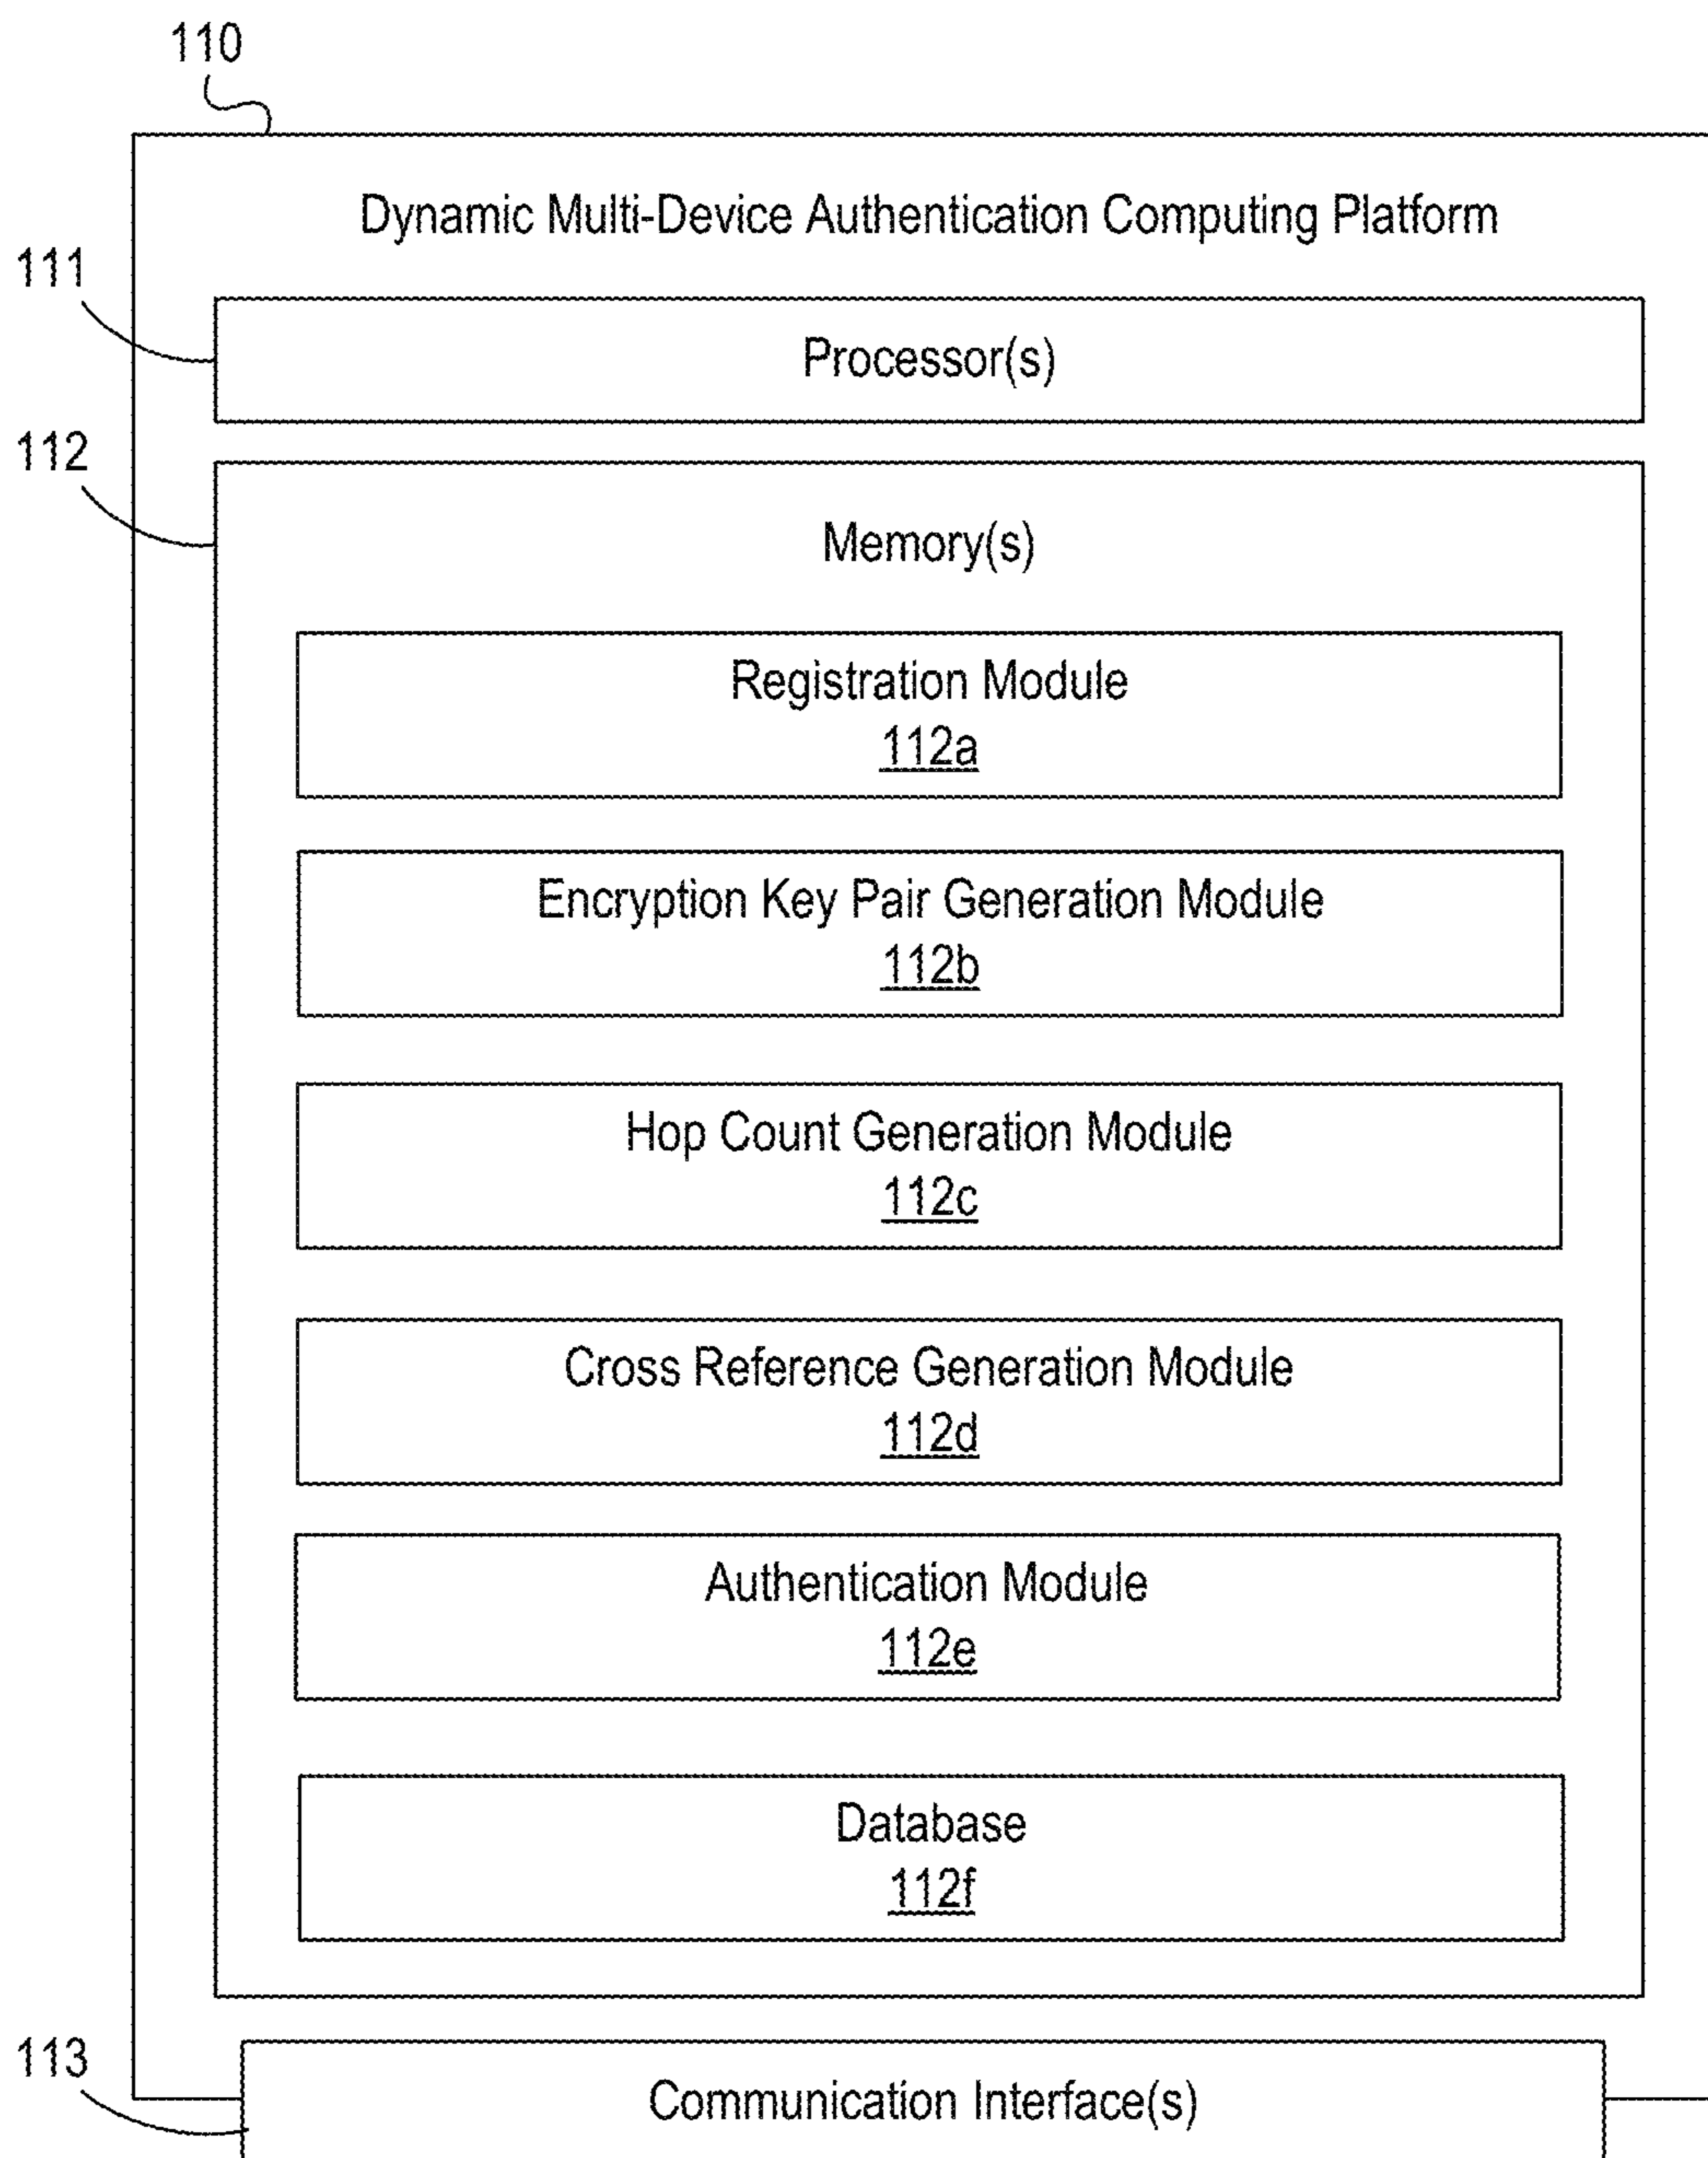 110
Dynamic Multi-Device Authentication Computing Platform
111
Processor(s)
112
Memory(s)
Registration Module
112a
Encryption Key Pair Generation Module
112b
Hop Count Generation Module
112c
Cross Reference Generation Module
112d
Authentication Module
112e
Database
112f
113
Communication Interface(s)